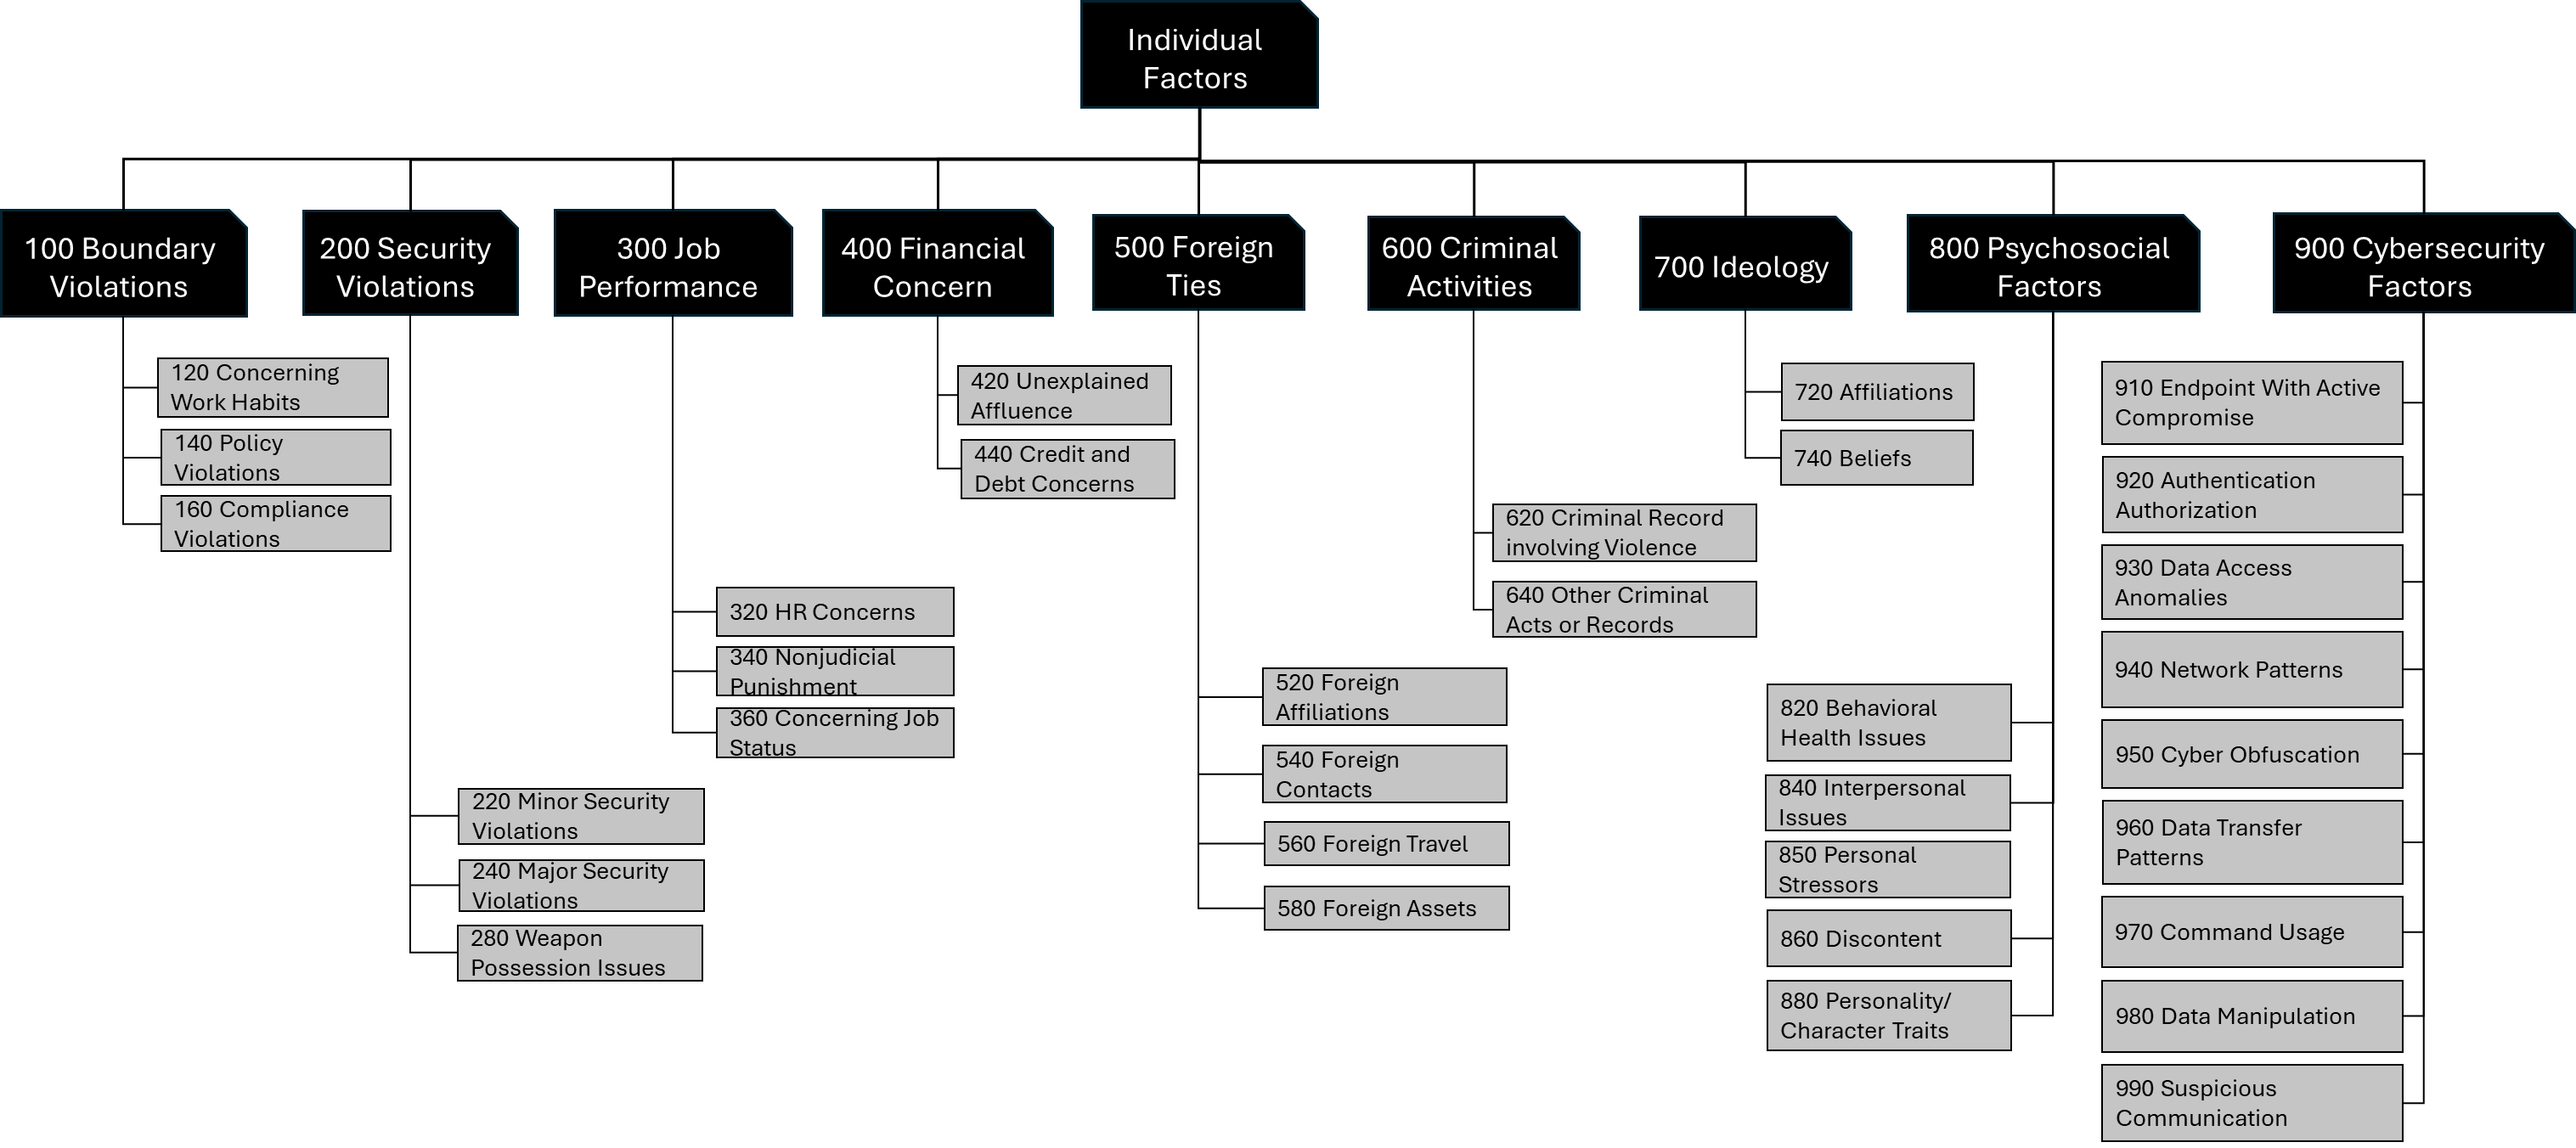 Individual
Factors
100 Boundary
Violations
120 Concerning
Work Habits
140 Policy
Violations
160 Compliance
Violations
200 Security
Violations
220 Minor Security
Violations
240 Major Security
Violations
280 Weapon
Possession Issues
300 Job
Performance
320 HR Concerns
340 Nonjudicial
Punishment
360 Concerning Job
Status
400 Financial
Concern
420 Unexplained
Affluence
440 Credit and
Debt Concerns
500 Foreign
Ties
520 Foreign
Affiliations
540 Foreign
Contacts
560 Foreign Travel
580 Foreign Assets
600 Criminal
Activities
620 Criminal Record
involving Violence
640 Other Criminal
Acts or Records
700 Ideology
720 Affiliations
740 Beliefs
800 Psychosocial
Factors
820 Behavioral
Health Issues
840 Interpersonal
Issues
850 Personal
Stressors
860 Discontent
880 Personality/
Character Traits
900 Cybersecurity
Factors
910 Endpoint With Active
Compromise
920 Authentication
Authorization
930 Data Access
Anomalies
940 Network Patterns
950 Cyber Obfuscation
960 Data Transfer
Patterns
970 Command Usage
980 Data Manipulation
990 Suspicious
Communication